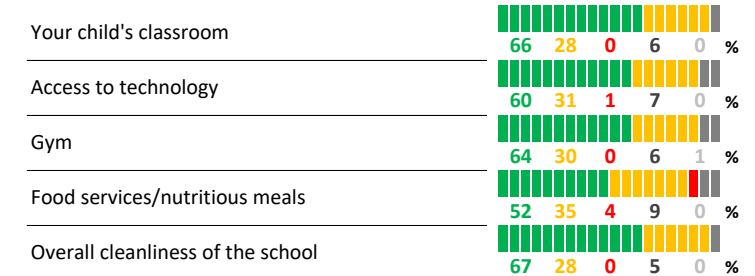 Your child's classroom
66 28 0 6 0 %
Access to technology
60 31 1 7 0 %
Gym
64 30 0 6 1 %
Food services/nutritious meals
52 35 4 9 0 %
Overall cleanliness of the school
67 28 0 5 0 %